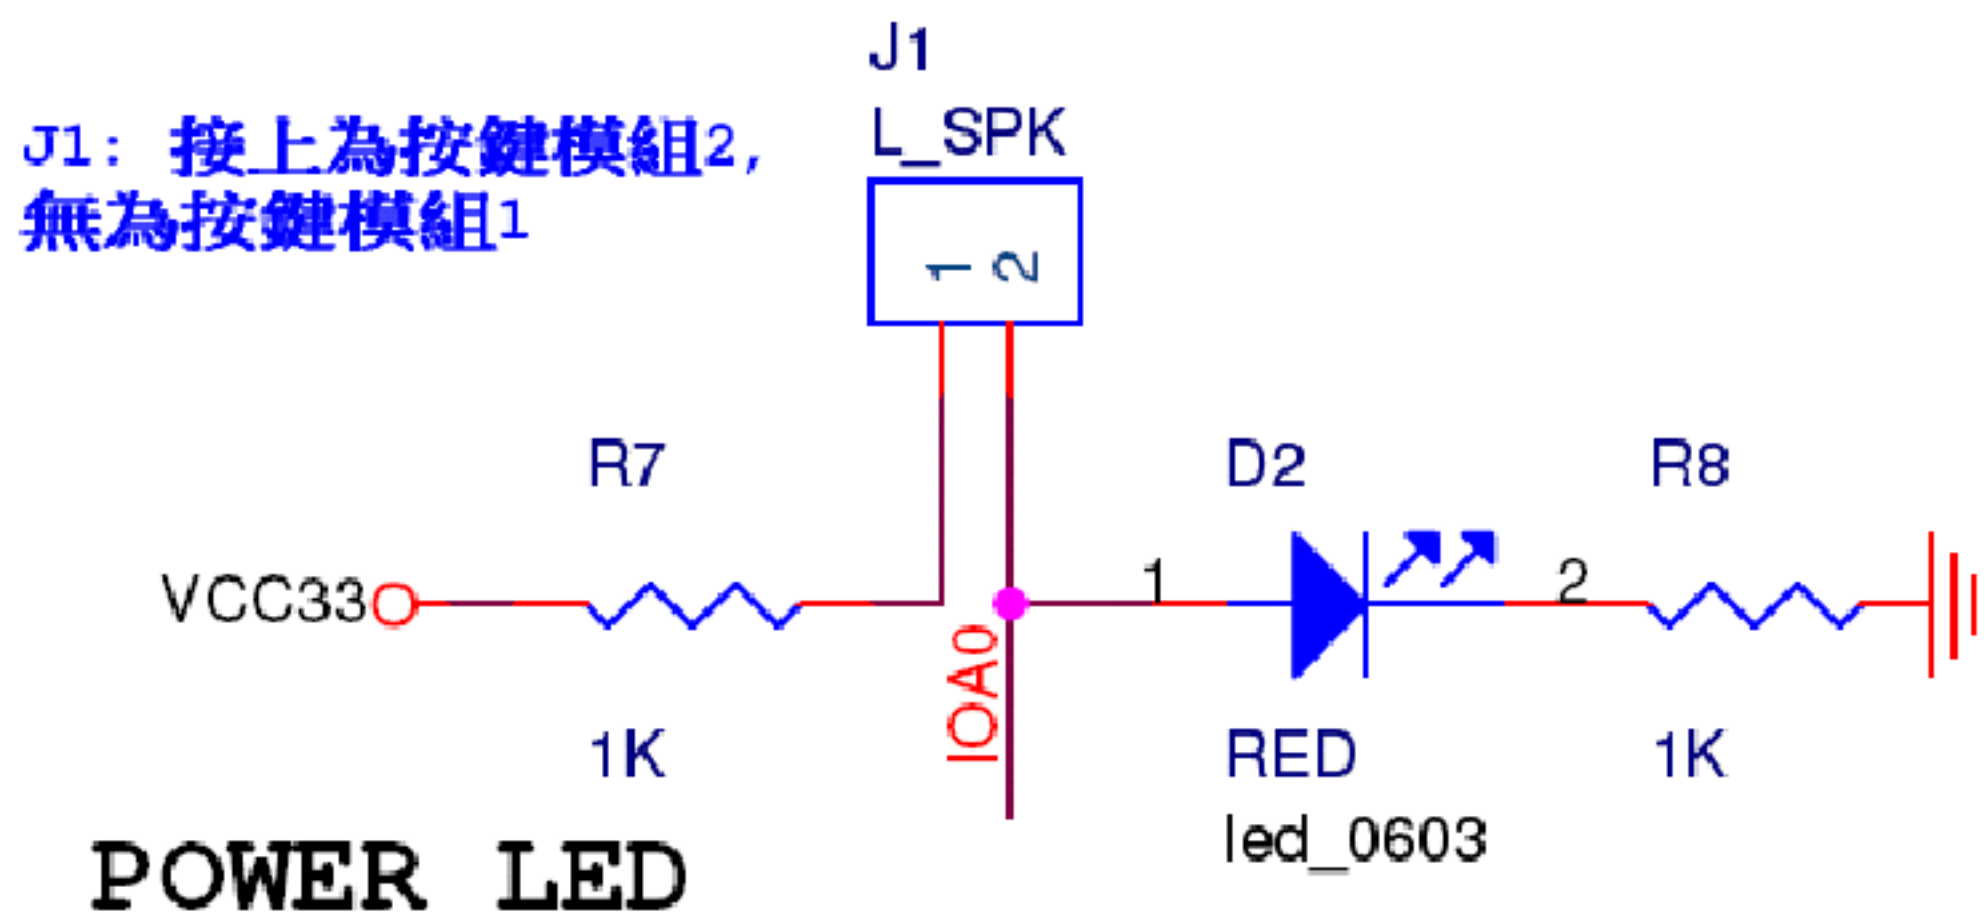 J1
L_SPK
J1: 接上為按鍵模組2,
無為按鍵模組1
1 2
R7
D2
R8
VCC33
1
2
IOA0
1K
RED
1K
led_0603
POWER LED